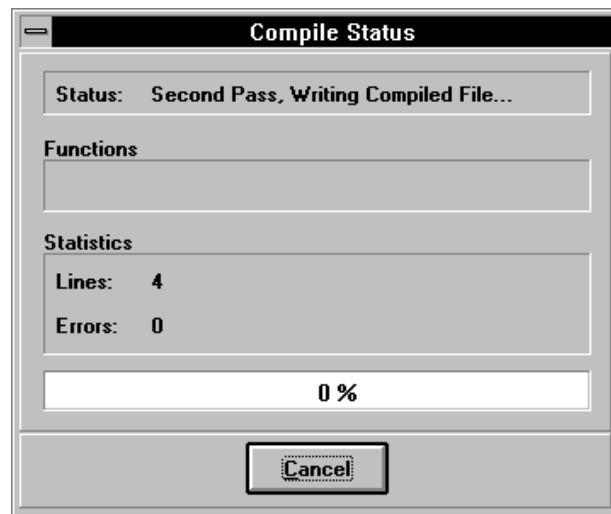 Compile Status
Status: Second Pass, Writing Compiled File...
Functions
Statistics
Lines: 4
Errors: 0
0 %
Cancel